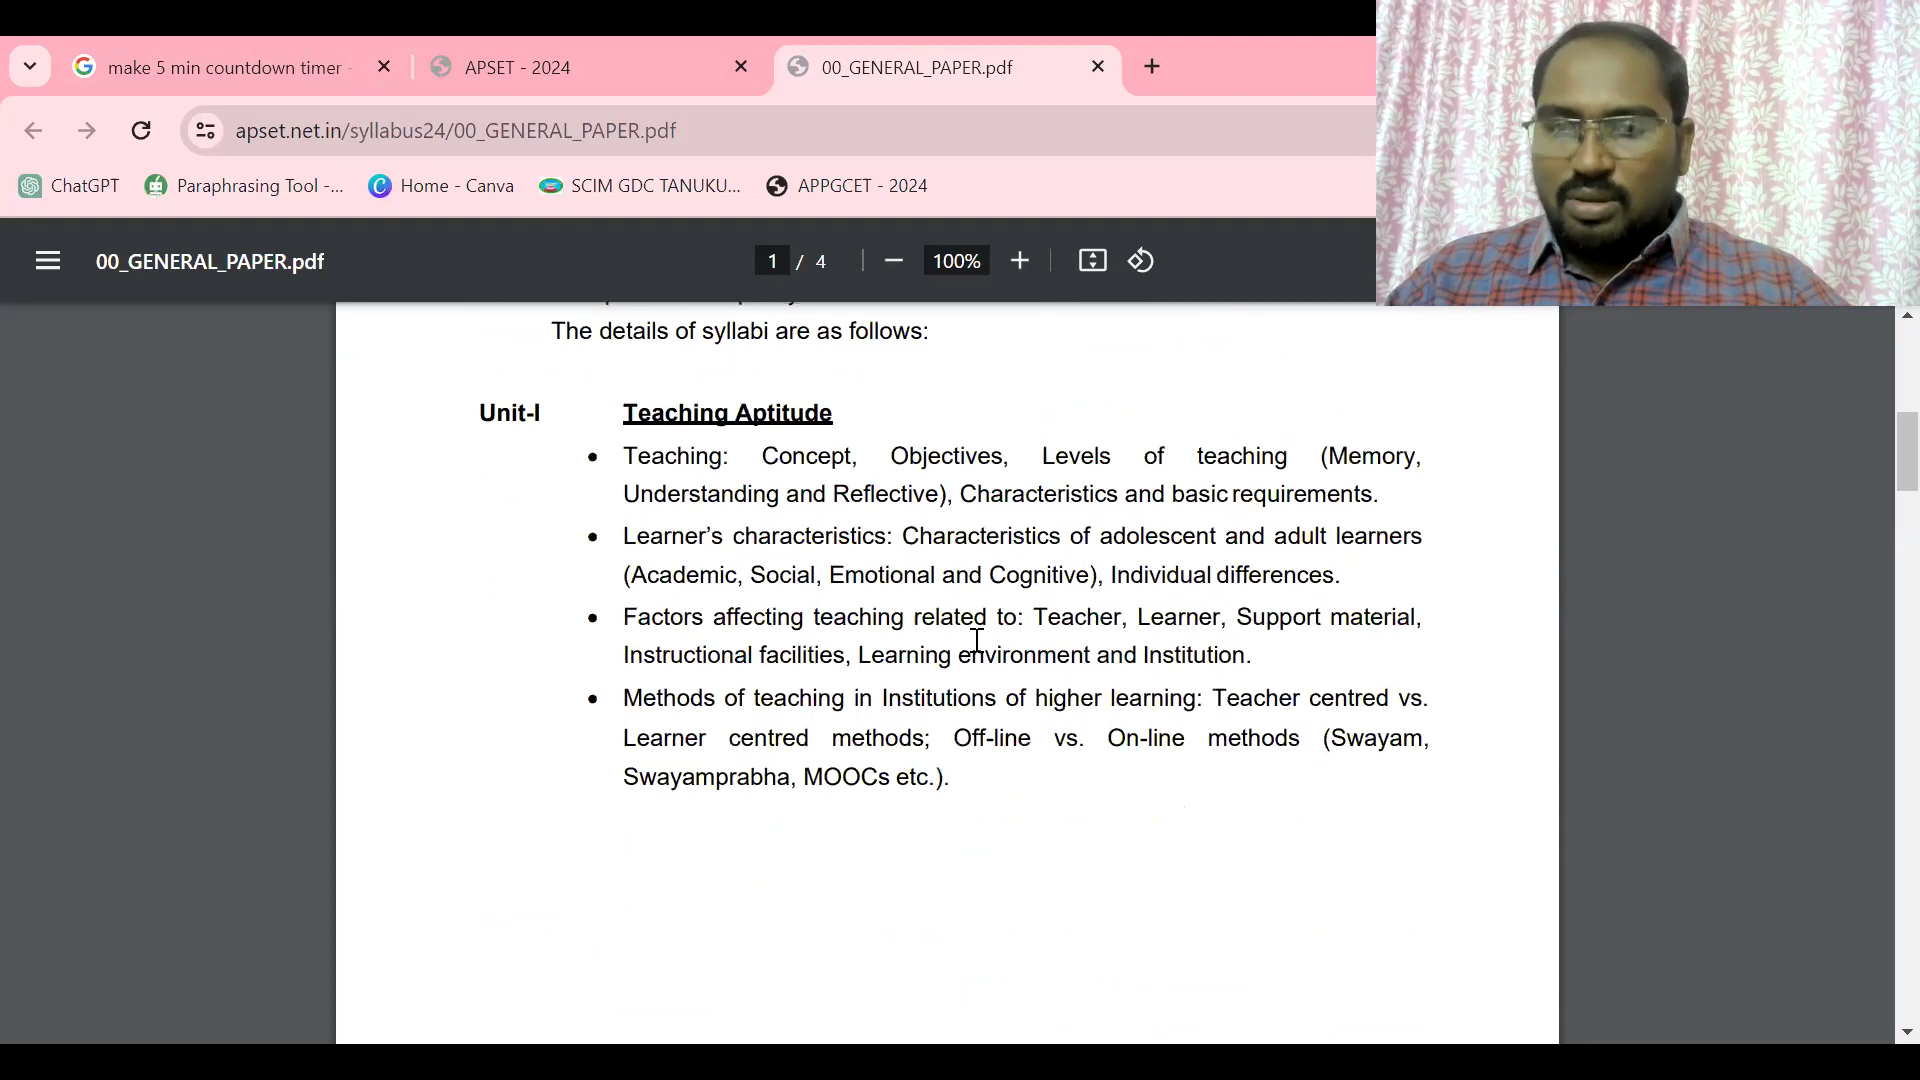 make 5 min countdown timer -
APSET - 2024
00_GENERAL_PAPER.pdf
apset.net.in/syllabus24/00_GENERAL_PAPER.pdf
ChatGPT
Paraphrasing Tool -...
Home - Canva
SCIM GDC TANUKU...
APPGCET - 2024
00_GENERAL_PAPER.pdf
1 / 4
100%
The details of syllabi are as follows:
Unit-I Teaching Aptitude
• Teaching: Concept, Objectives, Levels of teaching (Memory,
Understanding and Reflective), Characteristics and basic requirements.
• Learner’s characteristics: Characteristics of adolescent and adult learners
(Academic, Social, Emotional and Cognitive), Individual differences.
• Factors affecting teaching related to: Teacher, Learner, Support material,
Instructional facilities, Learning environment and Institution.
• Methods of teaching in Institutions of higher learning: Teacher centred vs.
Learner centred methods; Off-line vs. On-line methods (Swayam,
Swayamprabha, MOOCs etc.).